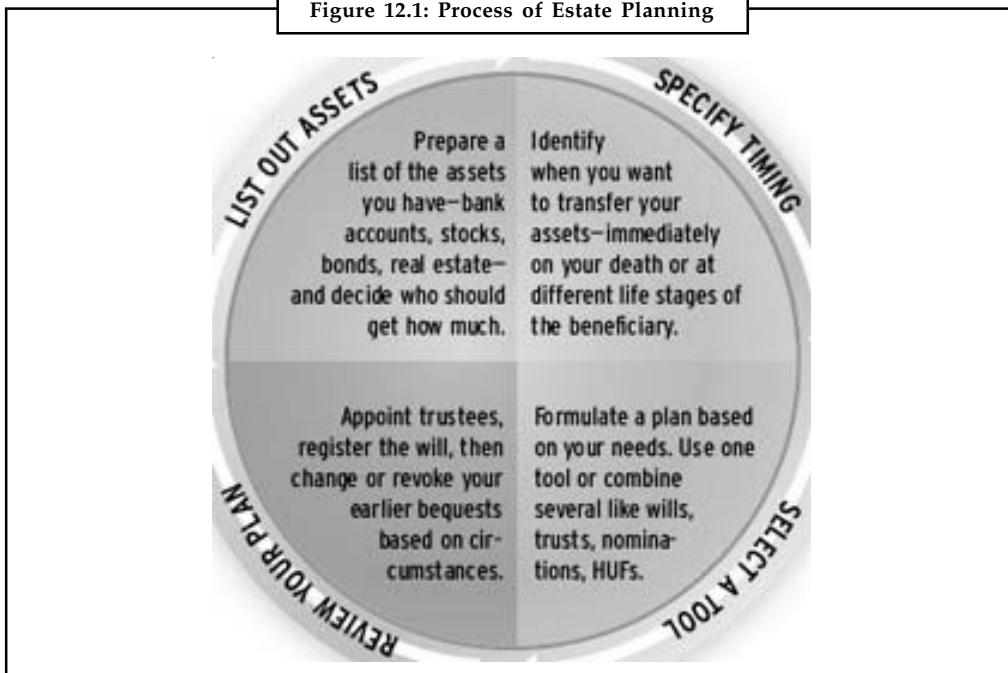 Figure 12.1: Process of Estate Planning
LIST OUT ASSETS
Prepare a
list of the assets
you have—bank
accounts, stocks,
bonds, real estate—
and decide who should
get how much.
SPECIFY TIMING
Identify
when you want
to transfer your
assets—immediately
on your death or at
different life stages of
the beneficiary.
SELECT A TOOL
Formulate a plan based
on your needs. Use one
tool or combine
several like wills,
trusts, nomina-
tions, HUFs.
REVIEW YOUR PLAN
Appoint trustees,
register the will, then
change or revoke your
earlier bequests
based on cir-
cumstances.